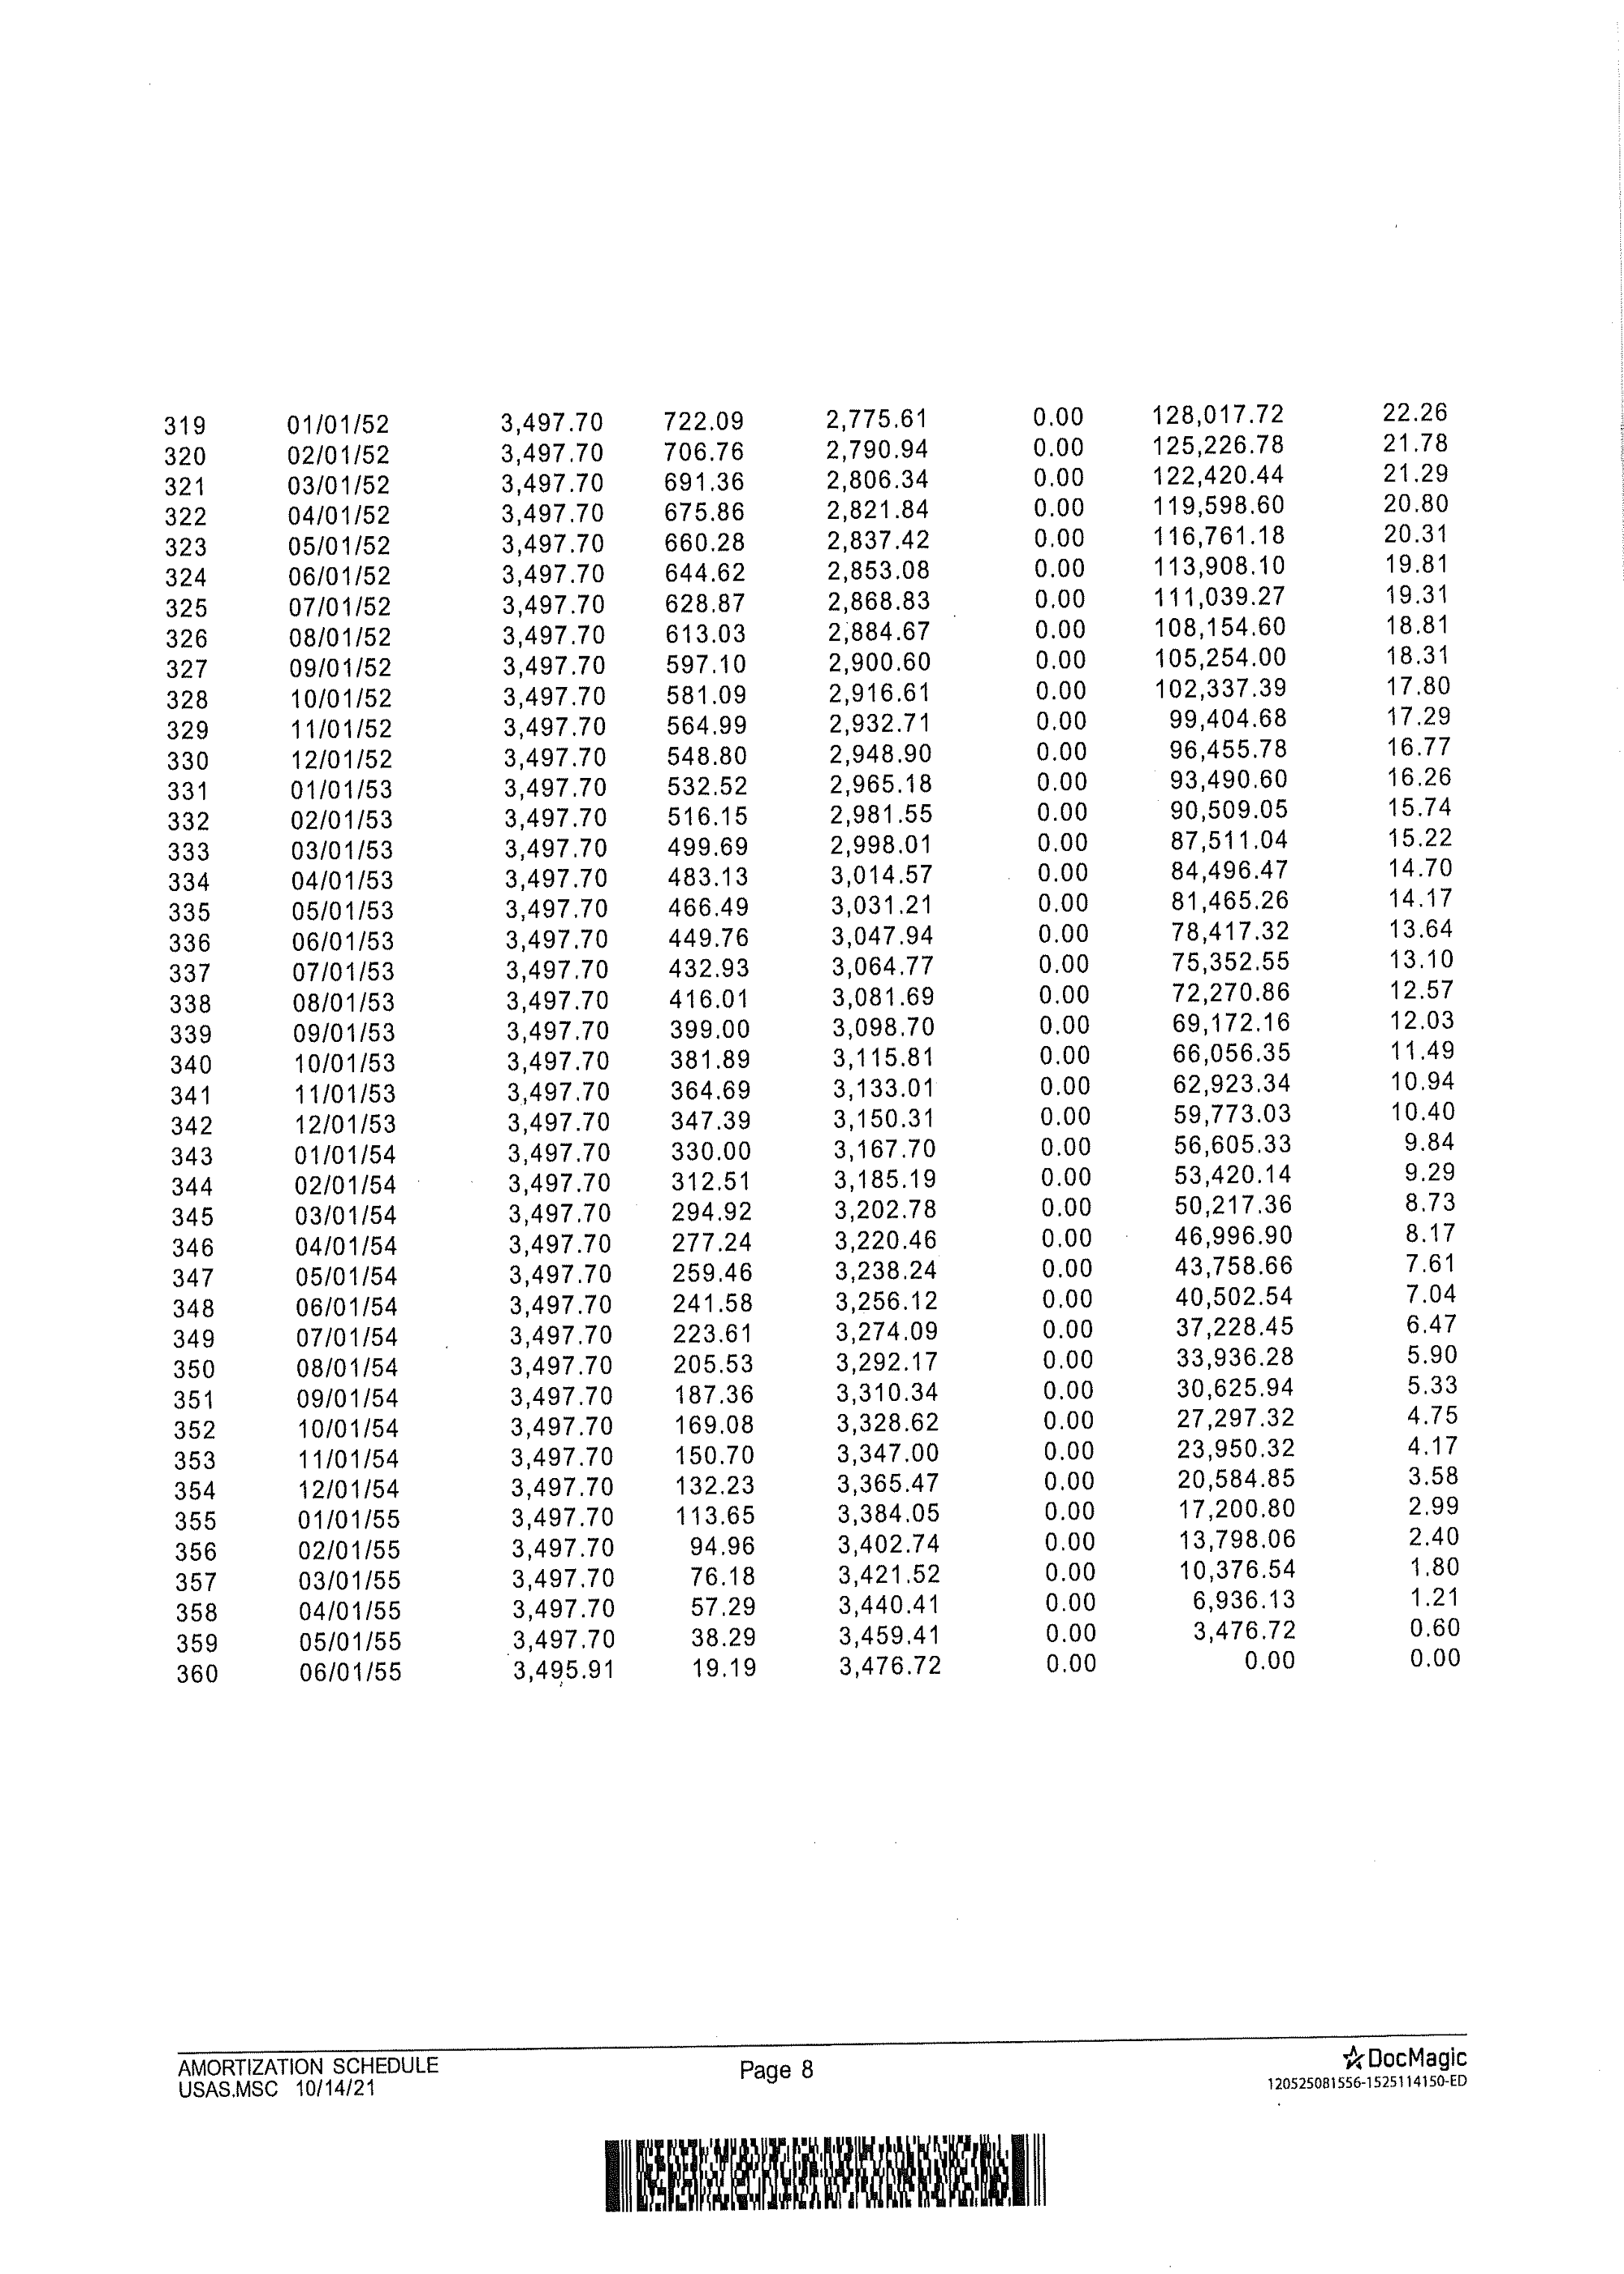 319 01/01/52 3,497.70 722.09 2,775.61 0.00 128,017.72 22.26
320 02/01/52 3,497.70 706.76 2,790.94 0.00 125,226.78 21.78
321 03/01/52 3,497.70 691.36 2,806.34 0.00 122,420.44 21.29
322 04/01/52 3,497.70 675.86 2,821.84 0.00 119,598.60 20.80
323 05/01/52 3,497.70 660.28 2,837.42 0.00 116,761.18 20.31
324 06/01/52 3,497.70 644.62 2,853.08 0.00 113,908.10 19.81
325 07/01/52 3,497.70 628.87 2,868.83 0.00 111,039.27 19.31
326 08/01/52 3,497.70 613.03 2,884.67 0.00 108,154.60 18.81
327 09/01/52 3,497.70 597.10 2,900.60 0.00 105,254.00 18.31
328 10/01/52 3,497.70 581.09 2,916.61 0.00 102,337.39 17.80
329 11/01/52 3,497.70 564.99 2,932.71 0.00 99,404.68 17.29
330 12/01/52 3,497.70 548.80 2,948.90 0.00 96,455.78 16.77
331 01/01/53 3,497.70 532.52 2,965.18 0.00 93,490.60 16.26
332 02/01/53 3,497.70 516.15 2,981.55 0.00 90,509.05 15.74
333 03/01/53 3,497.70 499.69 2,998.01 0.00 87,511.04 15.22
334 04/01/53 3,497.70 483.13 3,014.57 0.00 84,496.47 14.70
335 05/01/53 3,497.70 466.49 3,031.21 0.00 81,465.26 14.17
336 06/01/53 3,497.70 449.76 3,047.94 0.00 78,417.32 13.64
337 07/01/53 3,497.70 432.93 3,064.77 0.00 75,352.55 13.10
338 08/01/53 3,497.70 416.01 3,081.69 0.00 72,270.86 12.57
339 09/01/53 3,497.70 399.00 3,098.70 0.00 69,172.16 12.03
340 10/01/53 3,497.70 381.89 3,115.81 0.00 66,056.35 11.49
341 11/01/53 3,497.70 364.69 3,133.01 0.00 62,923.34 10.94
342 12/01/53 3,497.70 347.39 3,150.31 0.00 59,773.03 10.40
343 01/01/54 3,497.70 330.00 3,167.70 0.00 56,605.33 9.84
344 02/01/54 3,497.70 312.51 3,185.19 0.00 53,420.14 9.29
345 03/01/54 3,497.70 294.92 3,202.78 0.00 50,217.36 8.73
346 04/01/54 3,497.70 277.24 3,220.46 0.00 46,996.90 8.17
347 05/01/54 3,497.70 259.46 3,238.24 0.00 43,758.66 7.61
348 06/01/54 3,497.70 241.58 3,256.12 0.00 40,502.54 7.04
349 07/01/54 3,497.70 223.61 3,274.09 0.00 37,228.45 6.47
350 08/01/54 3,497.70 205.53 3,292.17 0.00 33,936.28 5.90
351 09/01/54 3,497.70 187.36 3,310.34 0.00 30,625.94 5.33
352 10/01/54 3,497.70 169.08 3,328.62 0.00 27,297.32 4.75
353 11/01/54 3,497.70 150.70 3,347.00 0.00 23,950.32 4.17
354 12/01/54 3,497.70 132.23 3,365.47 0.00 20,584.85 3.58
355 01/01/55 3,497.70 113.65 3,384.05 0.00 17,200.80 2.99
356 02/01/55 3,497.70 94.96 3,402.74 0.00 13,798.06 2.40
357 03/01/55 3,497.70 76.18 3,421.52 0.00 10,376.54 1.80
358 04/01/55 3,497.70 57.29 3,440.41 0.00 6,936.13 1.21
359 05/01/55 3,497.70 38.29 3,459.41 0.00 3,476.72 0.60
360 06/01/55 3,495.91 19.19 3,476.72 0.00 0.00 0.00
AMORTIZATION SCHEDULE Page 8 DocMagic
USAS.MSC 10/14/21 120525081556-1525114150-ED